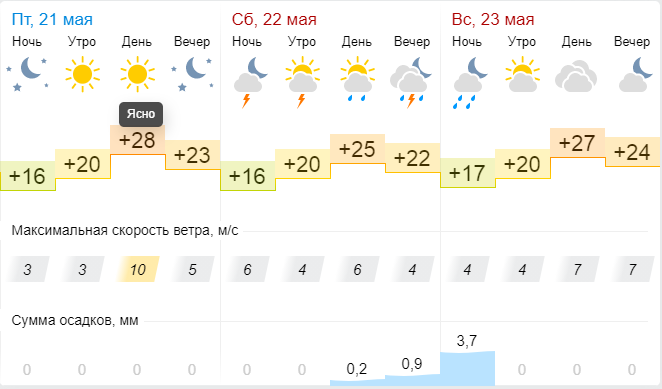 Пт, 21 мая Сб, 22 мая Вс, 23 мая
Ночь Утро День Вечер Ночь Утро День Вечер Ночь Утро День Вечер
Ясно
+16 +20 +28 +23 +16 +20 +25 +22 +17 +20 +27 +24
Максимальная скорость ветра, м/с
3 3 10 5 6 4 6 4 4 4 7 7
Сумма осадков, мм
0 0 0 0 0 0 0,2 0,9 3,7 0 0 0